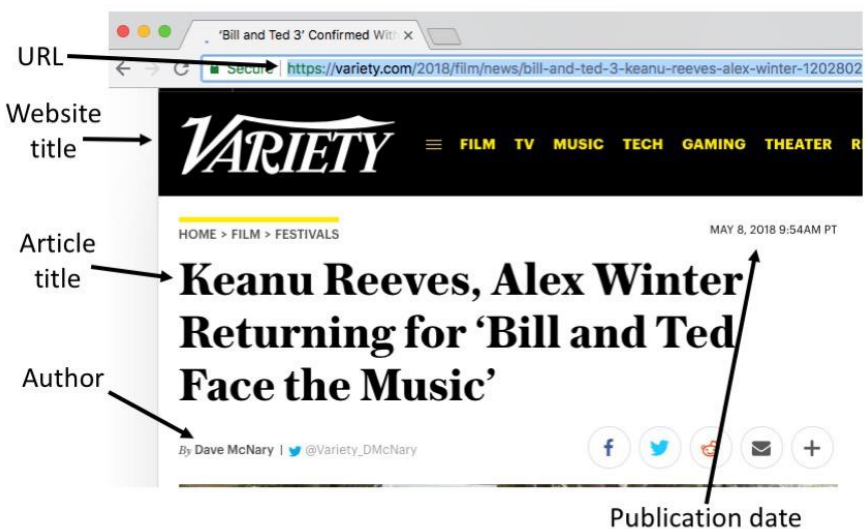 'Bill and Ted 3' Confirmed With
URL
Secure https://variety.com/2018/film/news/bill-and-ted-3-keanu-reeves-alex-winter-1202802
Website
title
VARIETY FILM TV MUSIC TECH GAMING THEATER R
HOME > FILM > FESTIVALS MAY 8, 2018 9:54AM PT
Article
title
Keanu Reeves, Alex Winter
Returning for ‘Bill and Ted
Face the Music’
Author
By Dave McNary | @Variety_DMcNary
Publication date